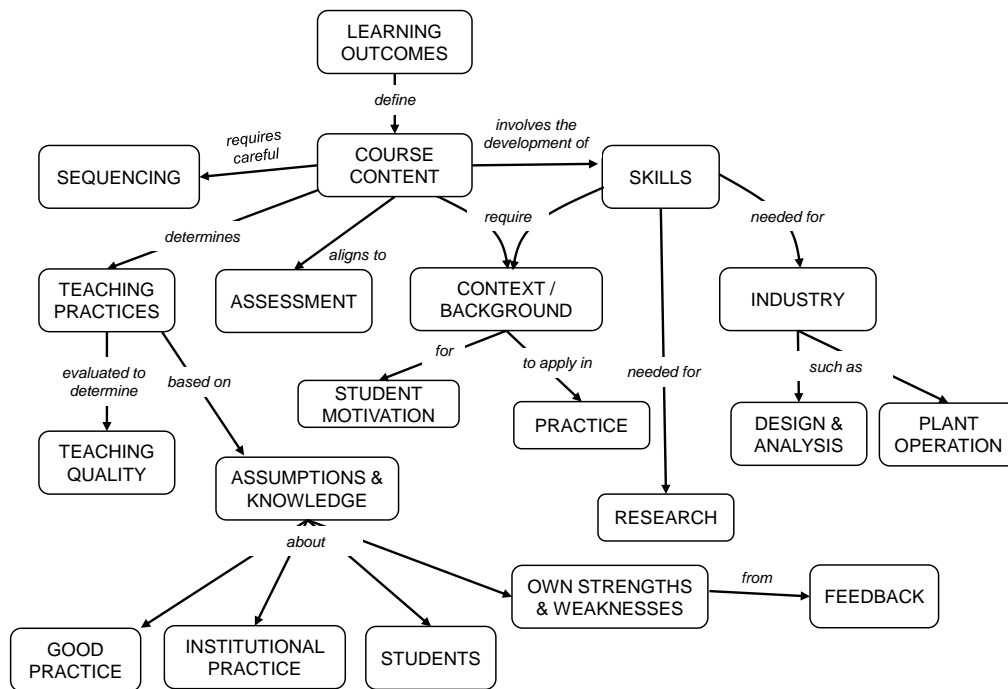 LEARNING
OUTCOMES
define
requires
careful
involves the
development of
SEQUENCING
COURSE
CONTENT
SKILLS
determines
aligns to
require
needed for
TEACHING
PRACTICES
ASSESSMENT
CONTEXT /
BACKGROUND
INDUSTRY
evaluated to
determine
based on
for
to apply in
needed for
such as
STUDENT
MOTIVATION
PRACTICE
DESIGN &
ANALYSIS
PLANT
OPERATION
TEACHING
QUALITY
ASSUMPTIONS &
KNOWLEDGE
RESEARCH
about
OWN STRENGTHS
& WEAKNESSES
from
FEEDBACK
GOOD
PRACTICE
INSTITUTIONAL
PRACTICE
STUDENTS